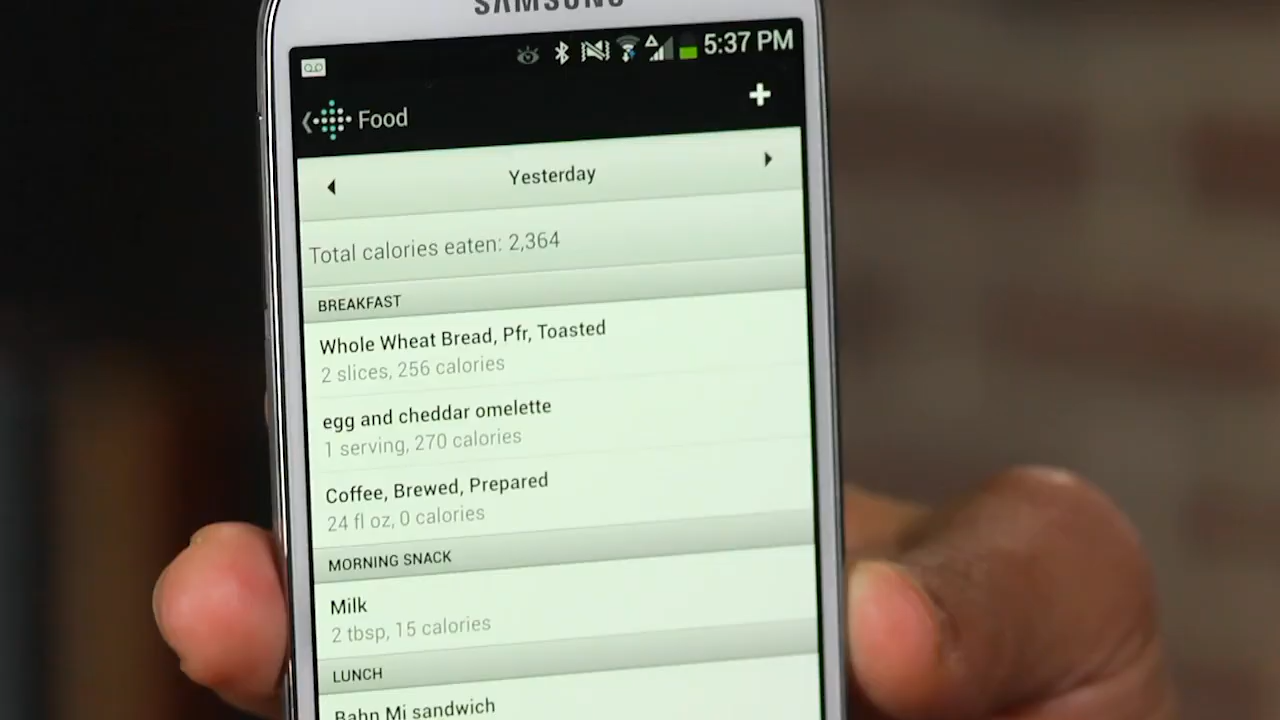 SAMSUNG
5:37 PM
Food
Yesterday
Total calories eaten: 2,364
BREAKFAST
Whole Wheat Bread, Pfr, Toasted
2 slices, 256 calories
egg and cheddar omelette
1 serving, 270 calories
Coffee, Brewed, Prepared
24 fl oz, 0 calories
MORNING SNACK
Milk
2 tbsp, 15 calories
LUNCH
Bahn Mi sandwich